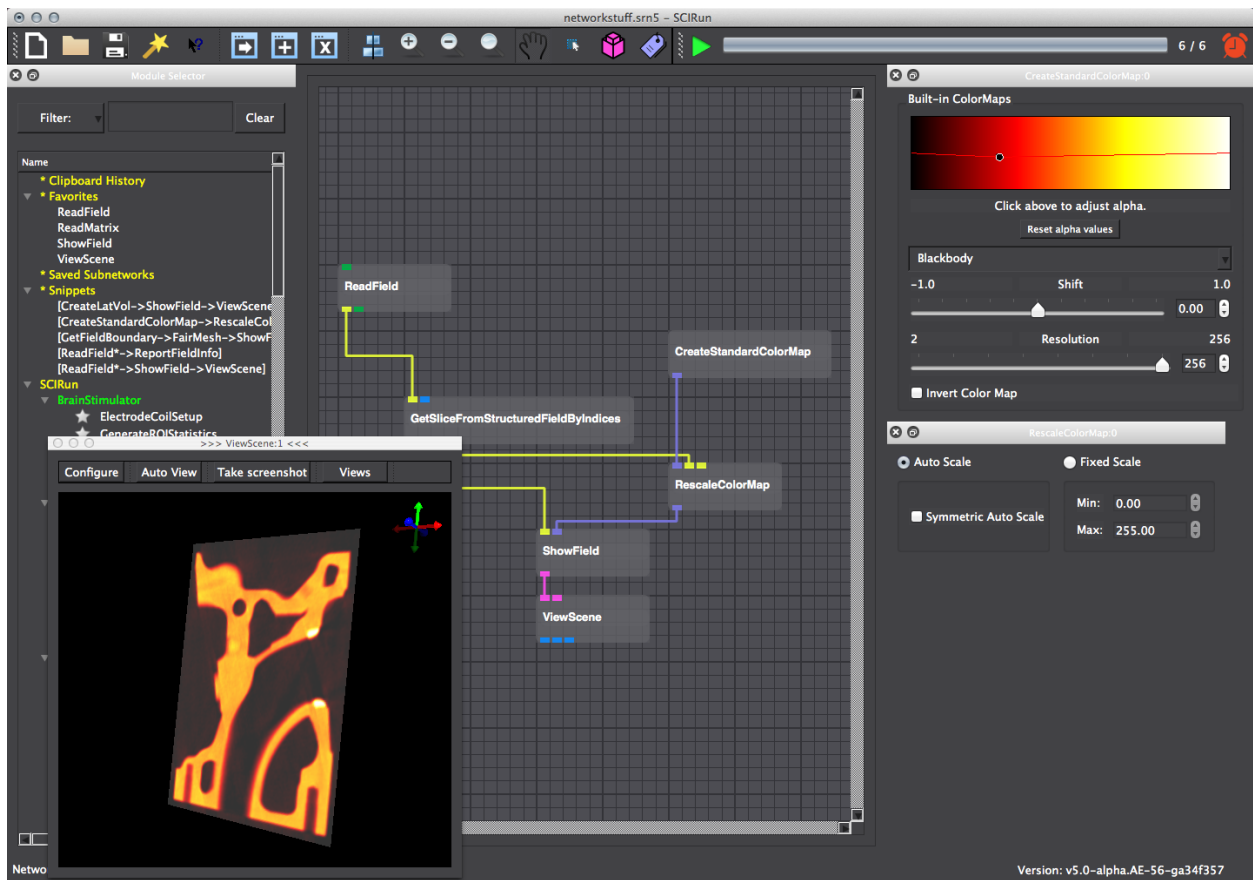 networkstuff.srn5 – SCIRun
6 / 6
Module Selector
Filter:
Clear
Name
* Clipboard History
* Favorites
ReadField
ReadMatrix
ShowField
ViewScene
* Saved Subnetworks
* Snippets
[CreateLatVol->ShowField->ViewScene
[CreateStandardColorMap->RescaleCol
[GetFieldBoundary->FairMesh->ShowF
[ReadField*->ReportFieldInfo]
[ReadField*->ShowField->ViewScene]
SCIRun
BrainStimulator
ElectrodeCoilSetup
GenerateROIStatistics
>>> ViewScene:1 <<<
Configure
Auto View
Take screenshot
Views
ReadField
CreateStandardColorMap
GetSliceFromStructuredFieldByIndices
RescaleColorMap
ShowField
ViewScene
CreateStandardColorMap:0
Built-in ColorMaps
Click above to adjust alpha.
Reset alpha values
Blackbody
-1.0 Shift 1.0
0.00
2 Resolution 256
256
Invert Color Map
RescaleColorMap:0
Auto Scale
Fixed Scale
Symmetric Auto Scale
Min: 0.00
Max: 255.00
Netwo
Version: v5.0-alpha.AE-56-ga34f357